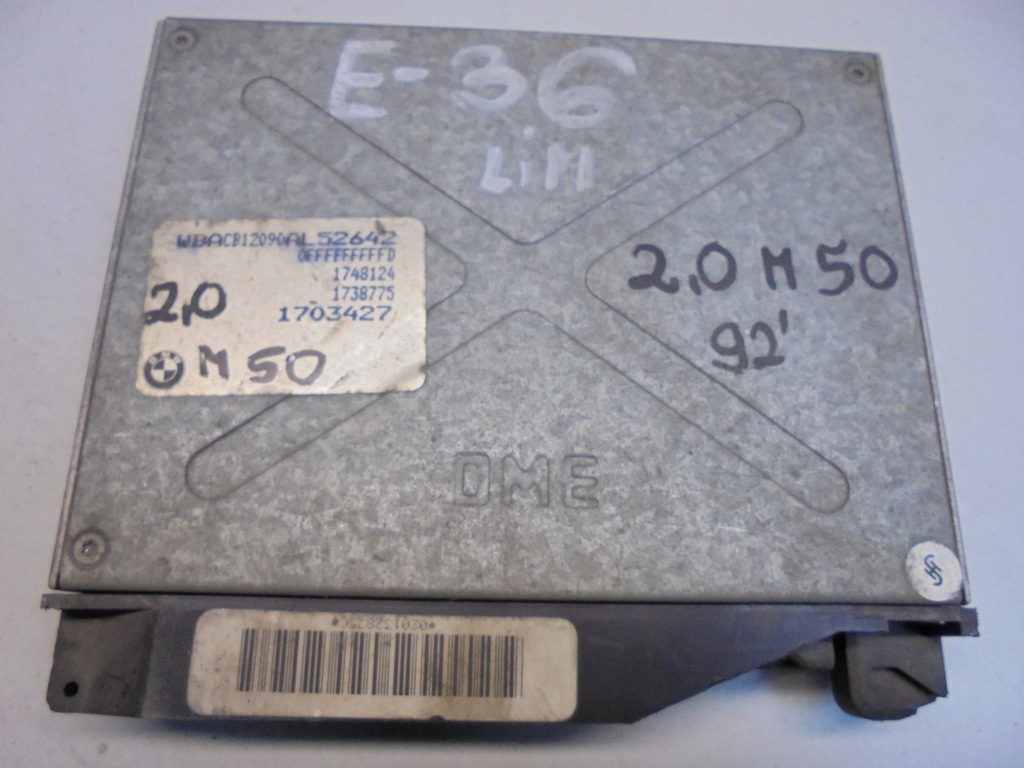 E-36
LiM
WBACB12090AL52642
0FFFFFFFFFD
1748124
1738775
1703427
2,0
M 50
2,0 M 50
92'
DME